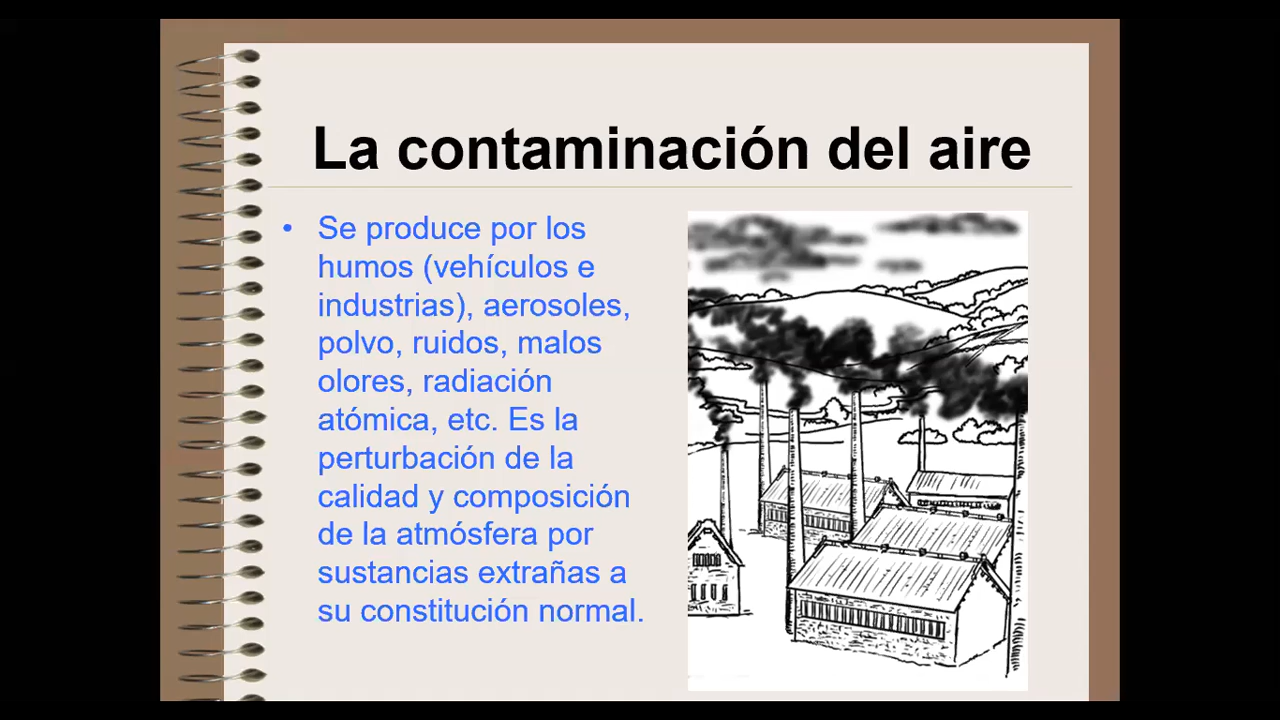 La contaminación del aire
• Se produce por los
humos (vehículos e
industrias), aerosoles,
polvo, ruidos, malos
olores, radiación
atómica, etc. Es la
perturbación de la
calidad y composición
de la atmósfera por
sustancias extrañas a
su constitución normal.